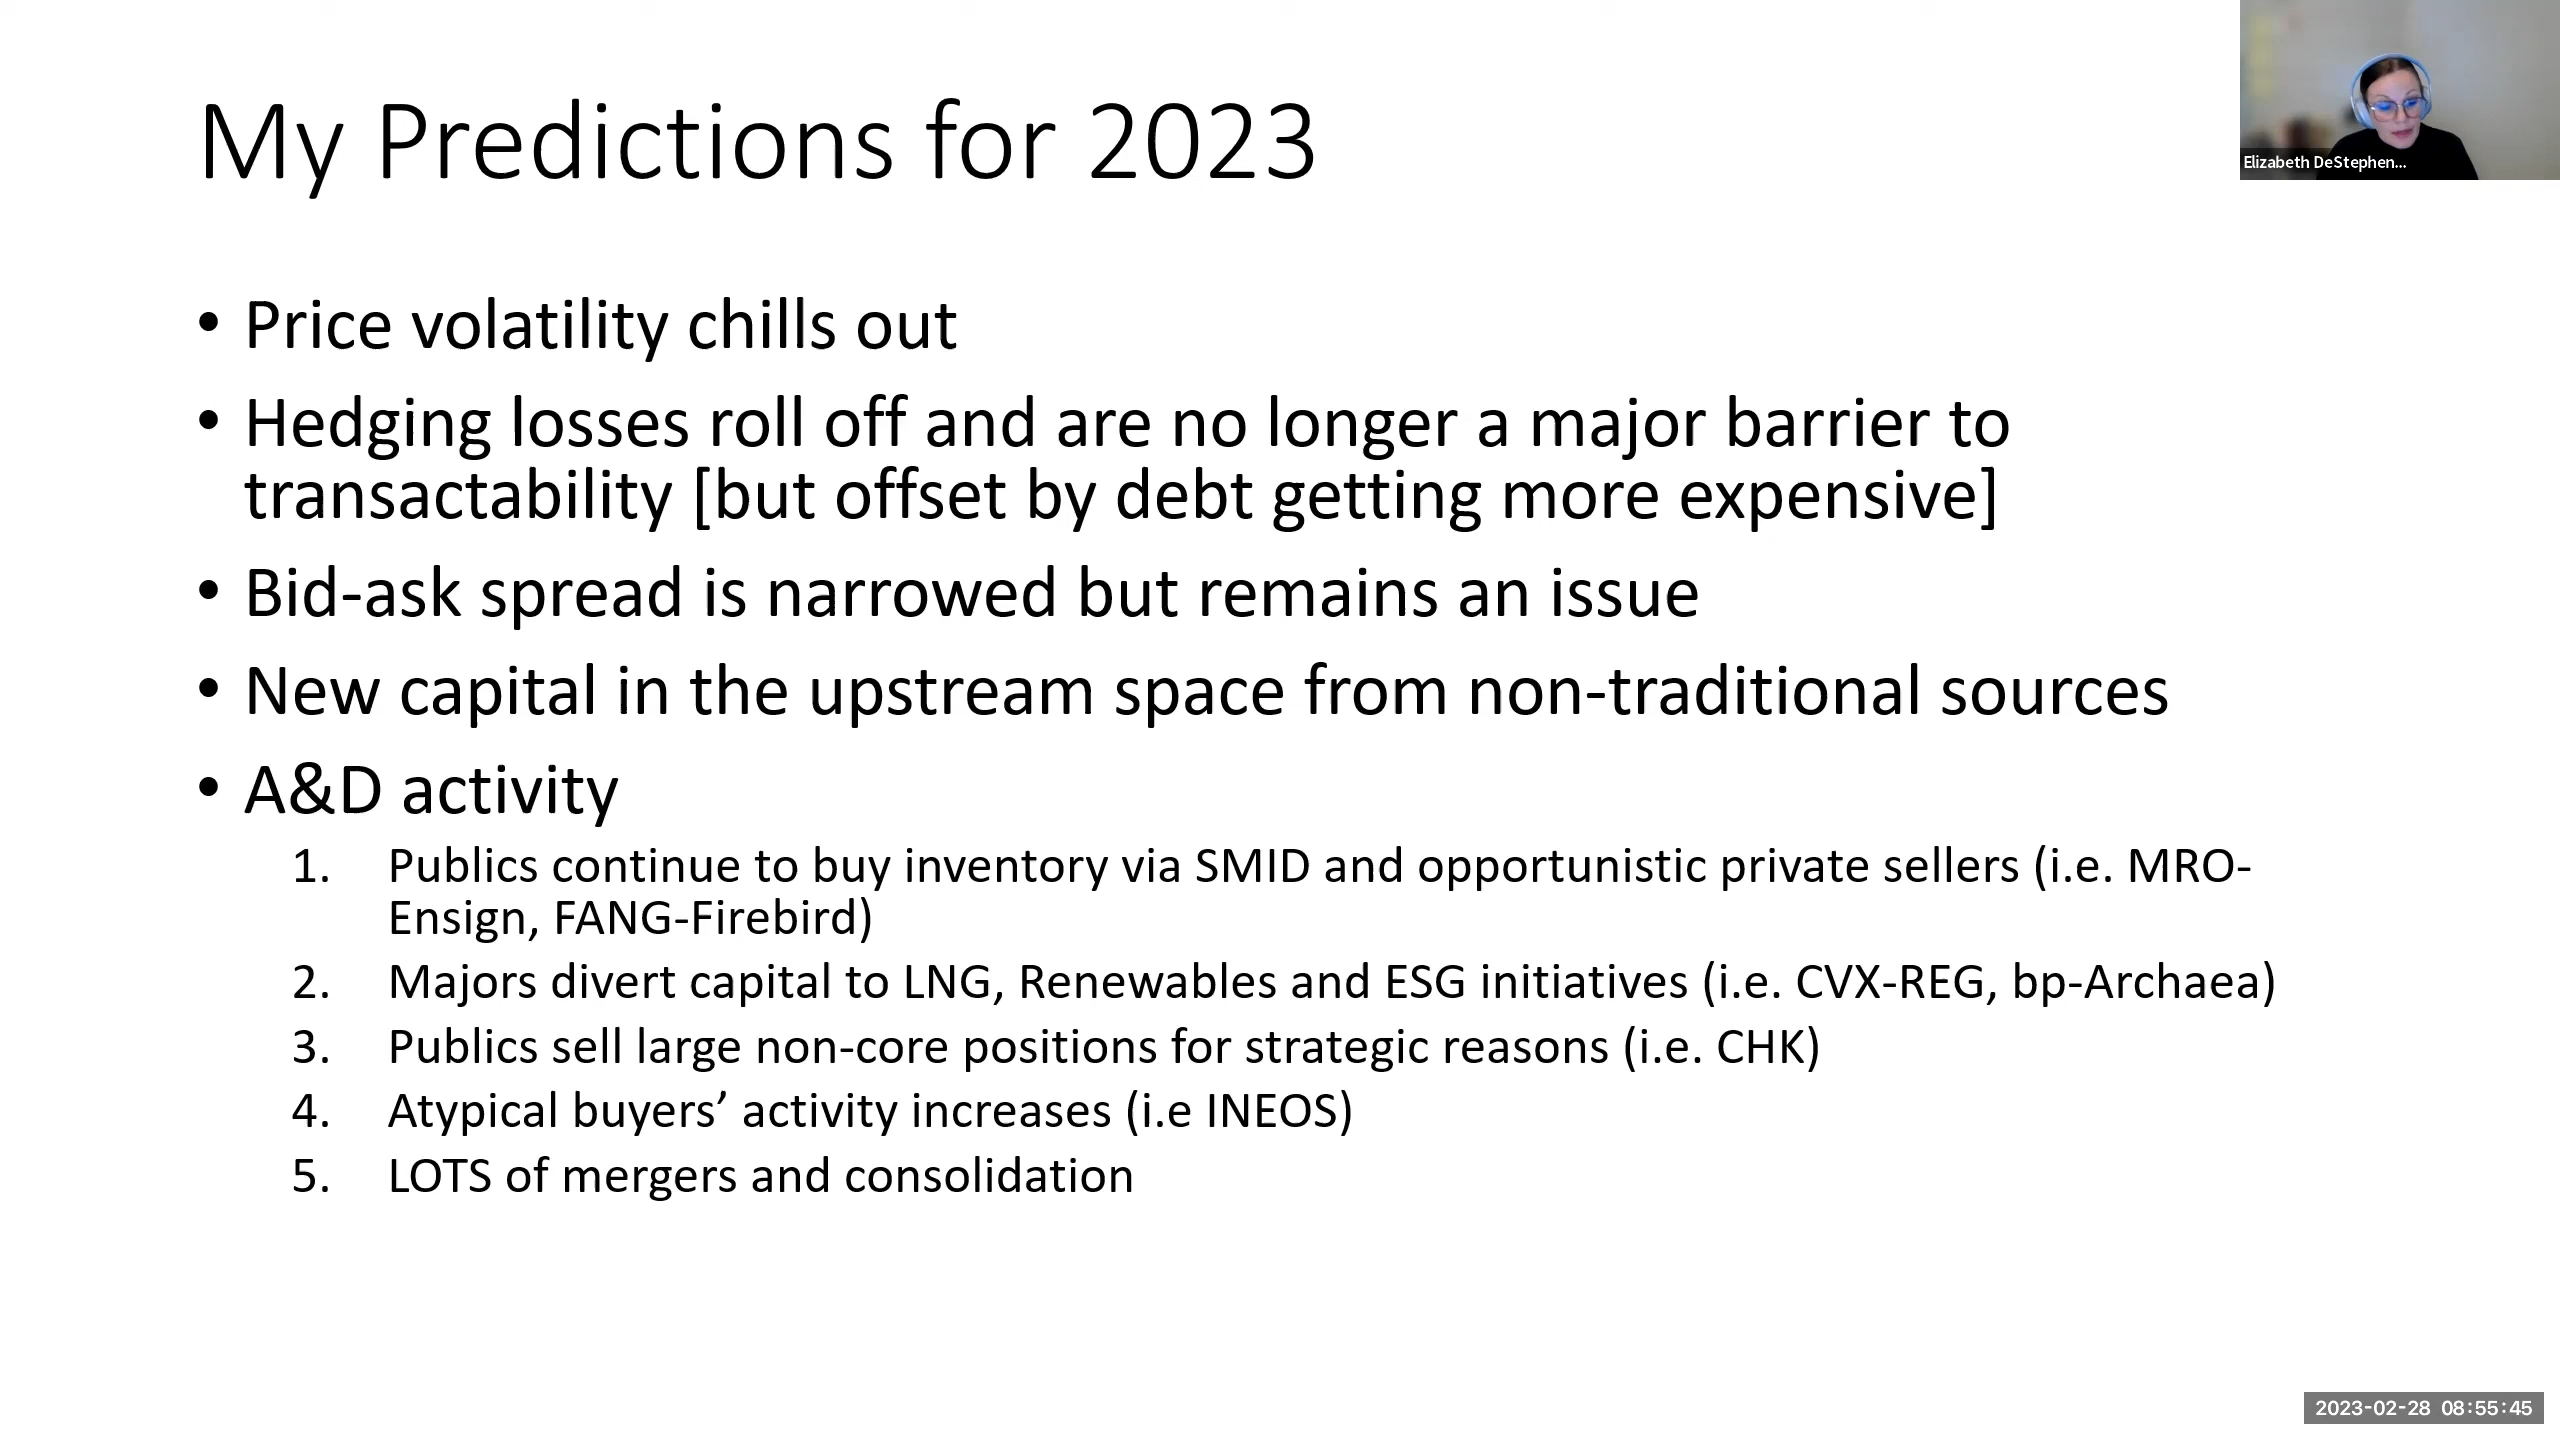 My Predictions for 2023
Elizabeth DeStephen...
• Price volatility chills out
• Hedging losses roll off and are no longer a major barrier to
transactability [but offset by debt getting more expensive]
• Bid-ask spread is narrowed but remains an issue
• New capital in the upstream space from non-traditional sources
• A&D activity
1. Publics continue to buy inventory via SMID and opportunistic private sellers (i.e. MRO-
Ensign, FANG-Firebird)
2. Majors divert capital to LNG, Renewables and ESG initiatives (i.e. CVX-REG, bp-Archaea)
3. Publics sell large non-core positions for strategic reasons (i.e. CHK)
4. Atypical buyers’ activity increases (i.e INEOS)
5. LOTS of mergers and consolidation
2023-02-28 08:55:45